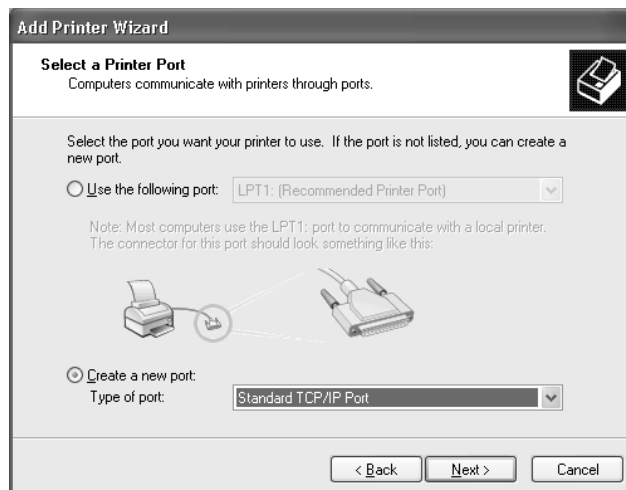 Add Printer Wizard
Select a Printer Port
Computers communicate with printers through ports.
Select the port you want your printer to use. If the port is not listed, you can create a
new port.
Use the following port: LPT1: (Recommended Printer Port)
Note: Most computers use the LPT1: port to communicate with a local printer.
The connector for this port should look something like this:
Create a new port:
Type of port: Standard TCP/IP Port
< Back Next > Cancel